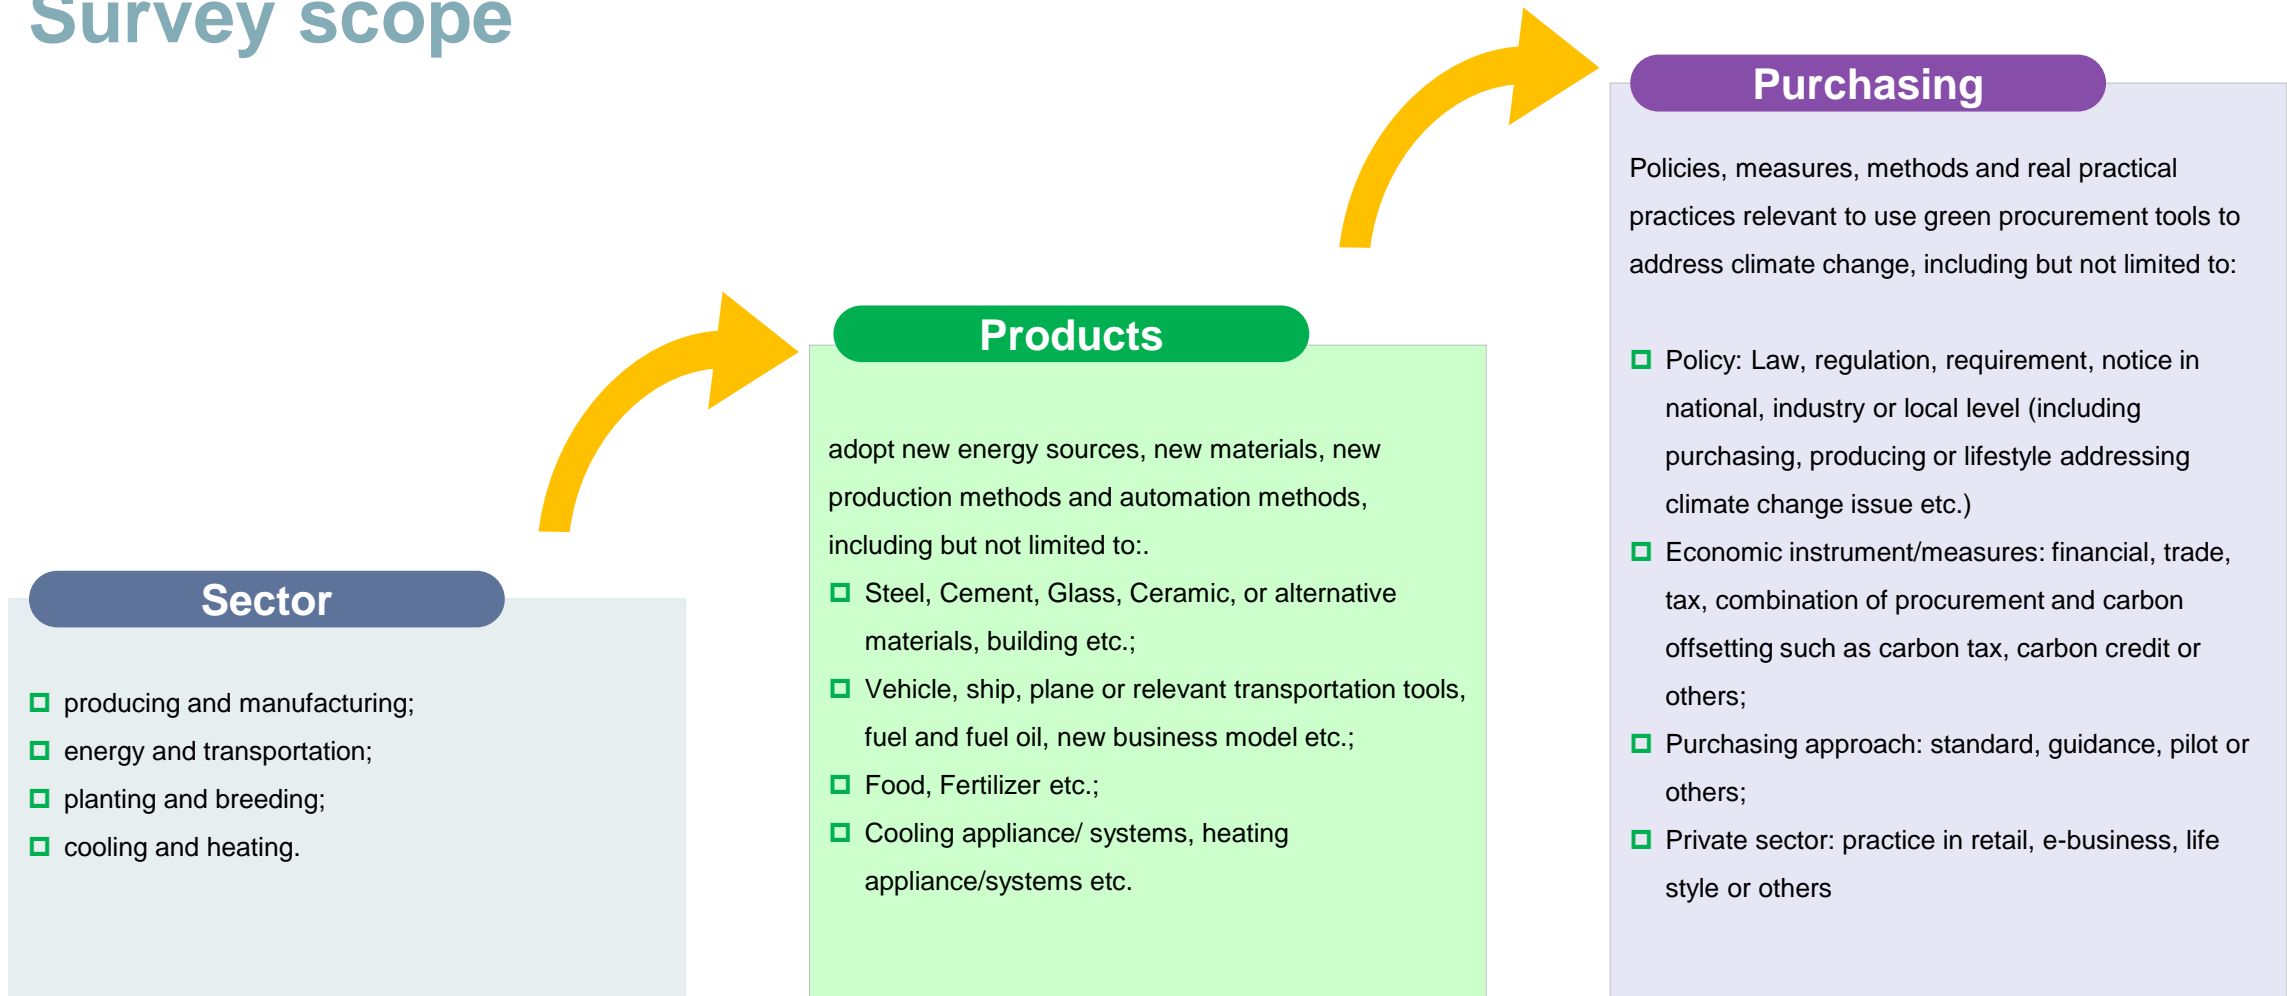 Survey scope
Sector
producing and manufacturing;
energy and transportation;
planting and breeding;
cooling and heating.
Products
adopt new energy sources, new materials, new
production methods and automation methods,
including but not limited to:.
Steel, Cement, Glass, Ceramic, or alternative
materials, building etc.;
Vehicle, ship, plane or relevant transportation tools,
fuel and fuel oil, new business model etc.;
Food, Fertilizer etc.;
Cooling appliance/ systems, heating
appliance/systems etc.
Purchasing
Policies, measures, methods and real practical
practices relevant to use green procurement tools to
address climate change, including but not limited to:
Policy: Law, regulation, requirement, notice in
national, industry or local level (including
purchasing, producing or lifestyle addressing
climate change issue etc.)
Economic instrument/measures: financial, trade,
tax, combination of procurement and carbon
offsetting such as carbon tax, carbon credit or
others;
Purchasing approach: standard, guidance, pilot or
others;
Private sector: practice in retail, e-business, life
style or others